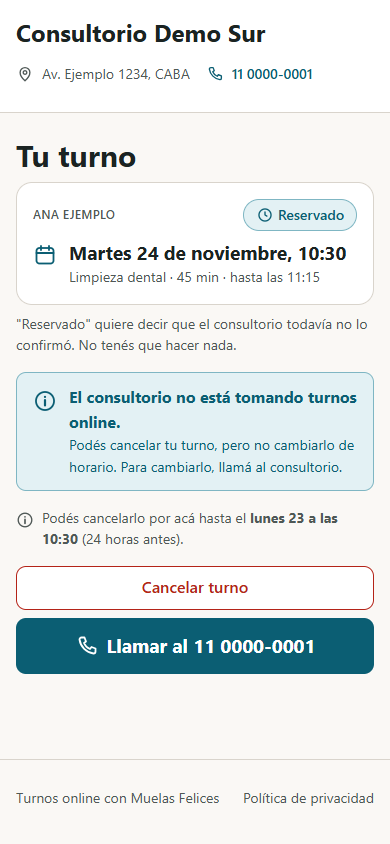 Consultorio Demo Sur
Av. Ejemplo 1234, CABA 11 0000-0001
Tu turno
ANA EJEMPLO Reservado
Martes 24 de noviembre, 10:30
Limpieza dental · 45 min · hasta las 11:15
"Reservado" quiere decir que el consultorio todavía no lo
confirmó. No tenés que hacer nada.
El consultorio no está tomando turnos
online.
Podés cancelar tu turno, pero no cambiarlo de
horario. Para cambiarlo, llamá al consultorio.
Podés cancelarlo por acá hasta el lunes 23 a las
10:30 (24 horas antes).
Cancelar turno
Llamar al 11 0000-0001
Turnos online con Muelas Felices Política de privacidad